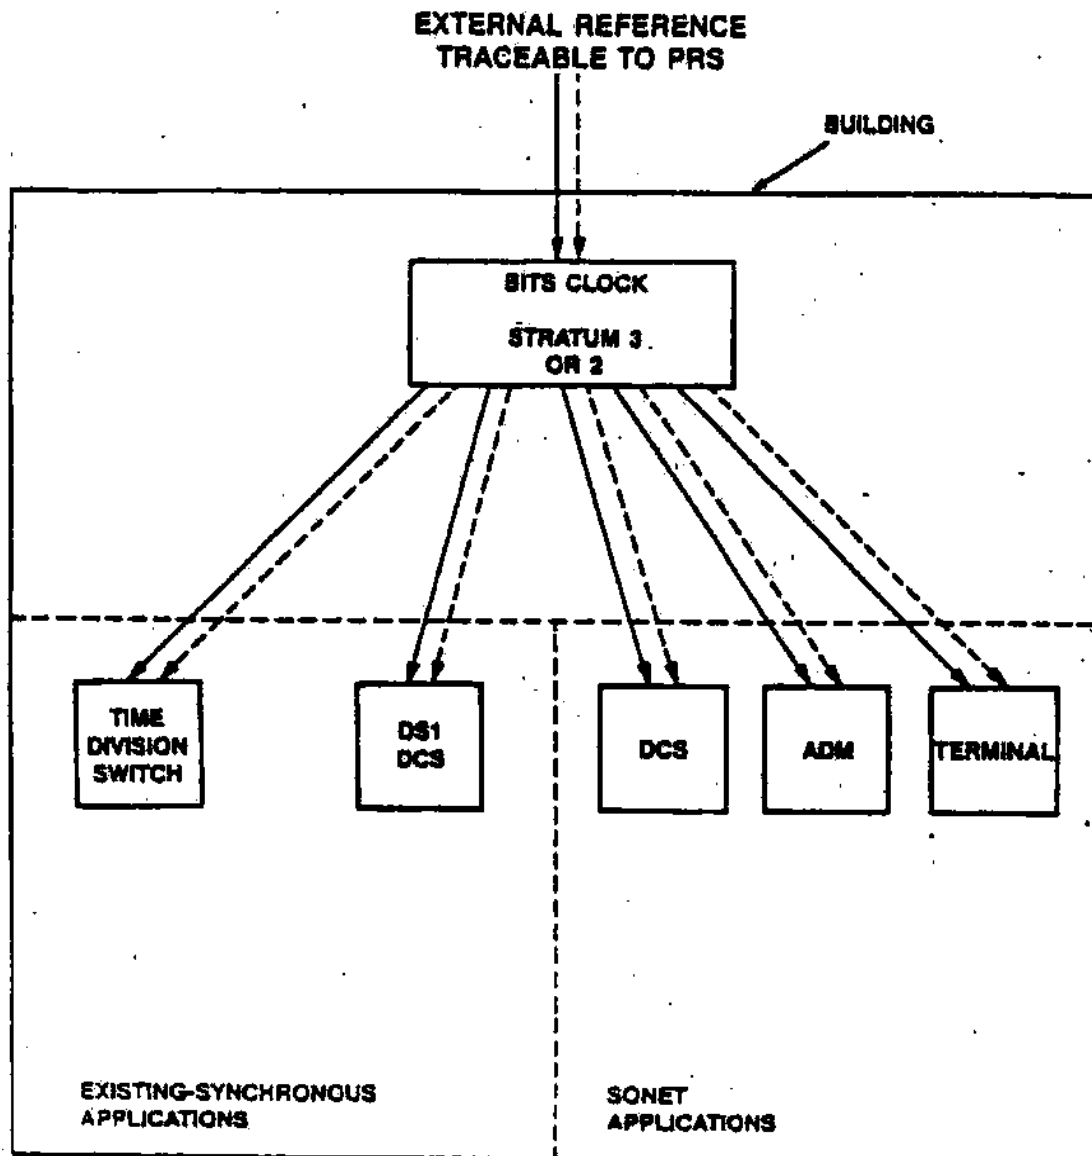 EXTERNAL REFERENCE
TRACEABLE TO PRS
BUILDING
BITS CLOCK
STRATUM 3
OR 2
TIME
DIVISION
SWITCH
DS1
DCS
DCS
ADM
TERMINAL
EXISTING-SYNCHRONOUS
APPLICATIONS
SONET
APPLICATIONS